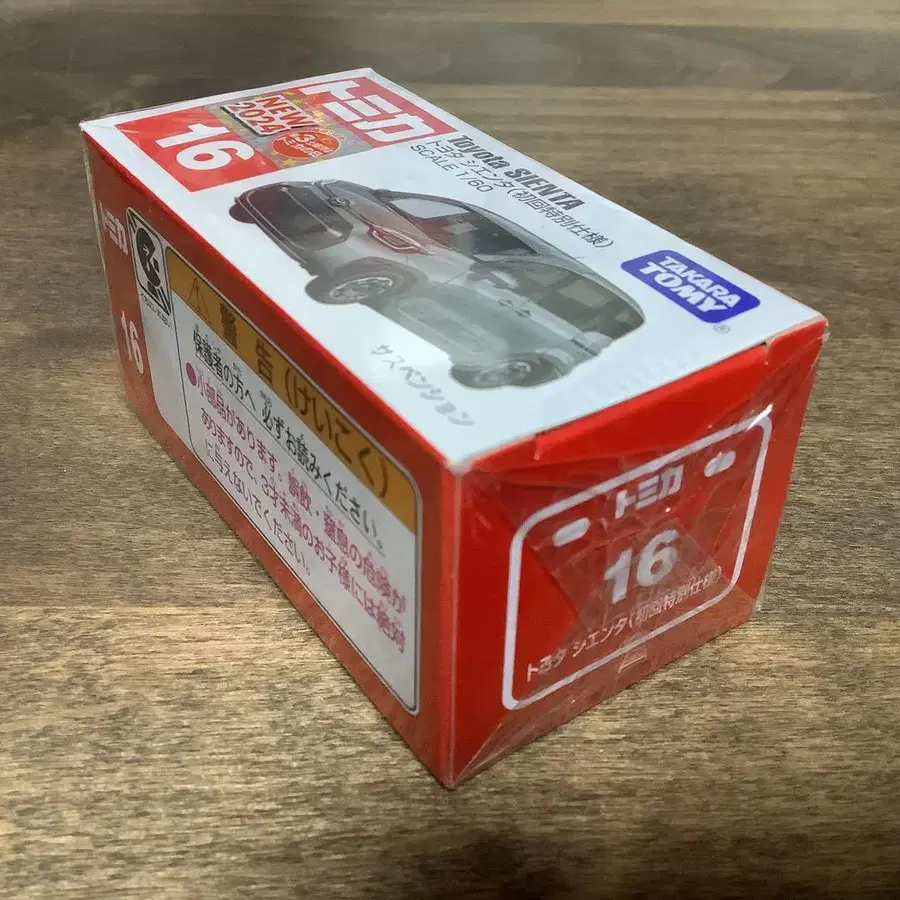 トミカ
16
NEW
2024
Toyota SIENTA
トヨタ シエンタ(初回特別仕様)
SCALE 1/60
TAKARA
TOMY
®
サスペンション
トミカ
16
警告(けいこく)
保護者の方へ 必ずお読みください。
●小部品があります。誤飲・窒息の危険が
ありますので、3才未満のお子様には絶対
に与えないでください。
トミカ
16
トヨタ シエンタ(初回特別仕様)